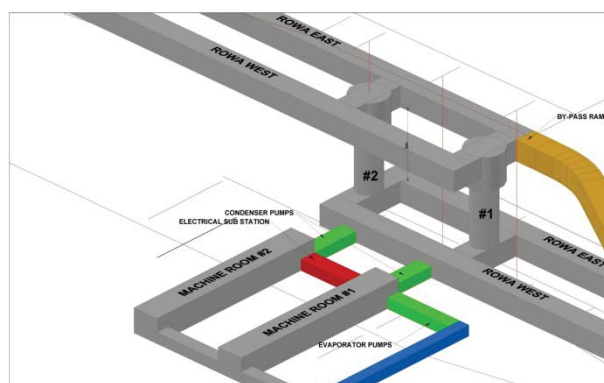 ROWA EAST
ROWA WEST
BY-PASS RAM
#2
#1
CONDENSER PUMPS
ELECTRICAL SUB STATION
ROWA EAST
ROWA WEST
MACHINE ROOM #2
MACHINE ROOM #1
EVAPORATOR PUMPS